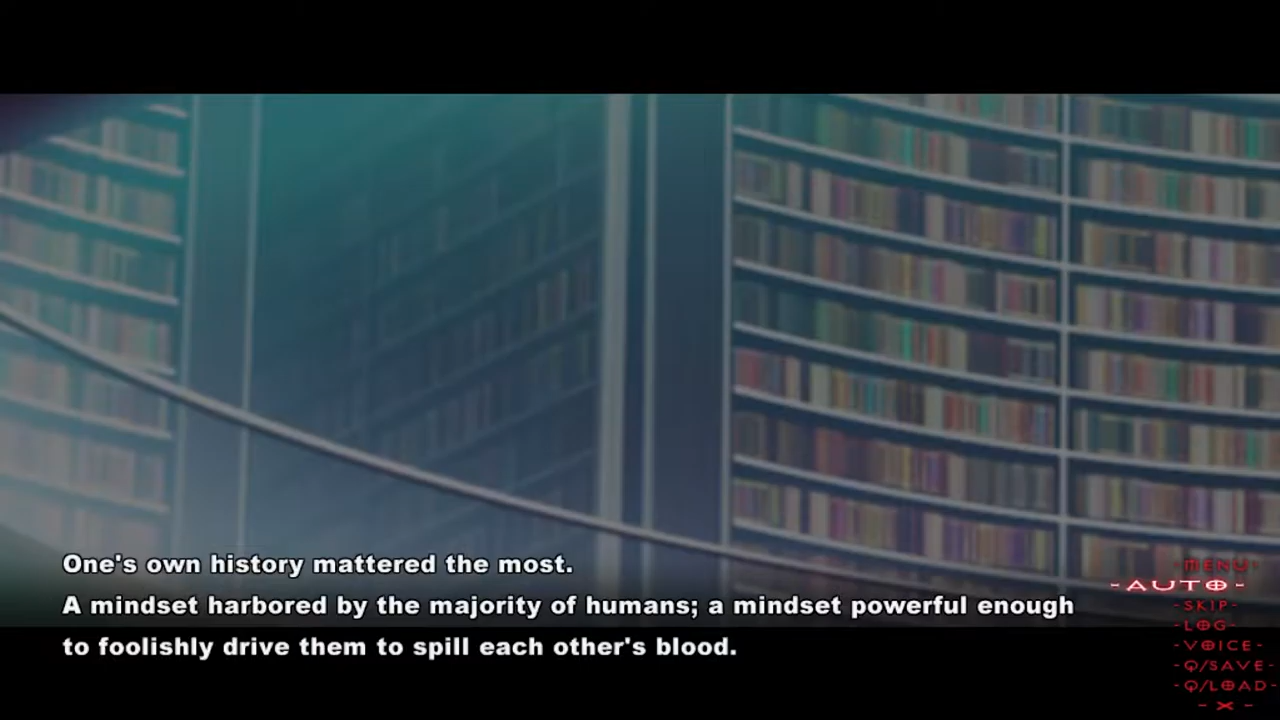 One's own history mattered the most.
A mindset harbored by the majority of humans; a mindset powerful enough
to foolishly drive them to spill each other's blood.
-MENU-
-AUTO-
-SKIP-
-LOG-
-VOICE-
-Q/SAVE-
-Q/LOAD-
-X-